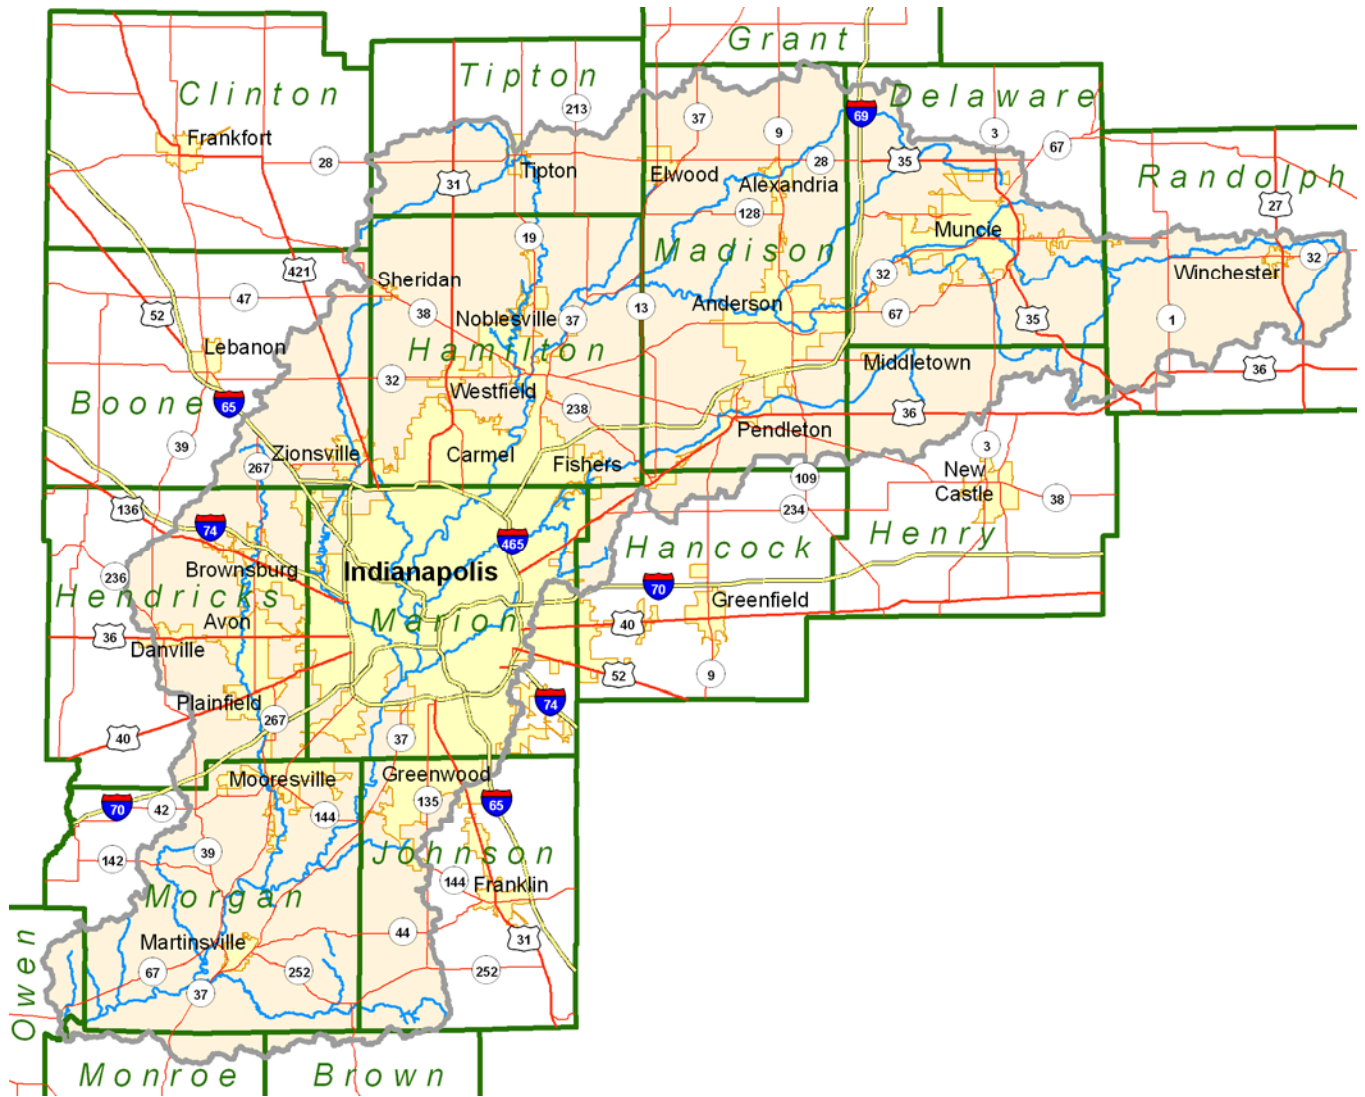 Grant
Tipton
Clinton
Delaware
213
37
9
69
3
67
Frankfort
28
Tipton
31
Elwood
Alexandria
28
35
Randolph
27
128
Madison
Muncie
19
421
Sheridan
32
Winchester
32
47
52
38
Noblesville
37
13
Anderson
67
35
1
Lebanon
Hamilton
Middletown
32
Westfield
36
Boone
65
238
36
39
Pendleton
3
267
Zionsville
Carmel
Fishers
New
Castle
38
109
136
74
465
234
Hancock
Henry
236
Brownsburg
Indianapolis
70
Greenfield
Hendricks
Avon
Marion
40
36
Danville
52
9
Plainfield
74
267
40
37
Mooresville
Greenwood
70
42
144
135
65
142
39
Johnson
144
Franklin
Morgan
44
31
Martinsville
Owen
67
252
252
37
Monroe
Brown